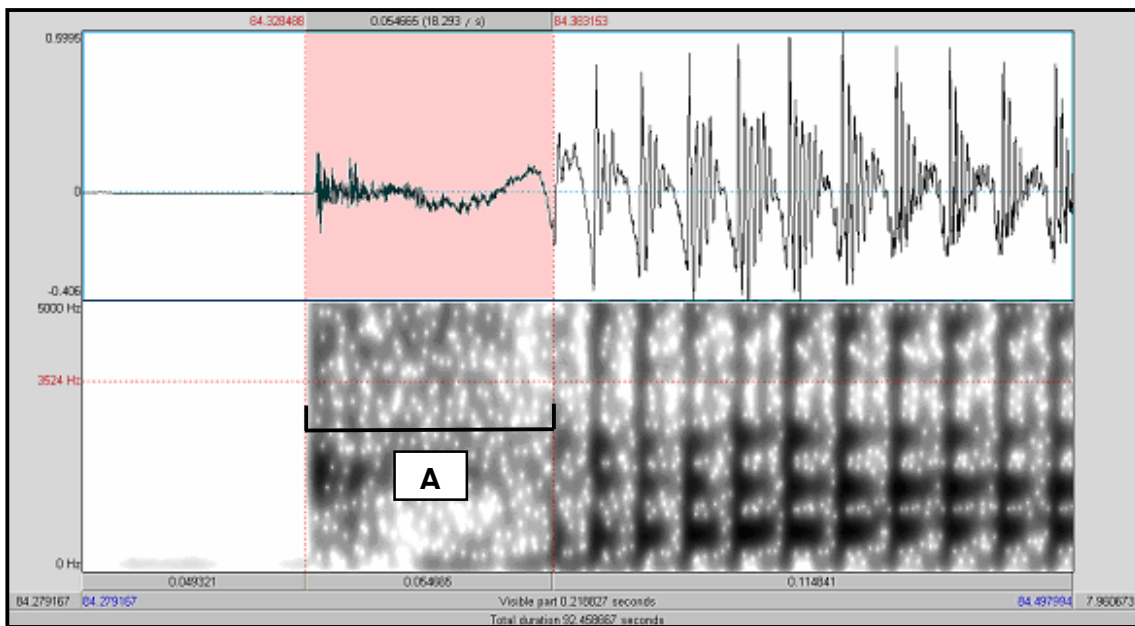 84.328488 0.054665 (18.293 / s) 84.383153
0.5995
0
-0.406
5000 Hz
3524 Hz
A
0 Hz
0.049321 0.054665 0.114841
84.279167 84.279167 Visible part 0.218827 seconds 84.497994 7.960673
Total duration 92.458667 seconds